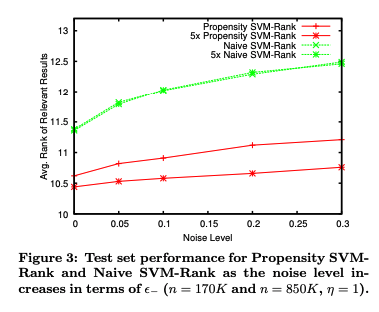 13
12.5
12
11.5
11
10.5
10
Avg. Rank of Relevant Results
Propensity SVM-Rank
5x Propensity SVM-Rank
Naive SVM-Rank
5x Naive SVM-Rank
0 0.05 0.1 0.15 0.2 0.25 0.3
Noise Level
Figure 3: Test set performance for Propensity SVM-
Rank and Naive SVM-Rank as the noise level in-
creases in terms of ϵ₋ (n = 170K and n = 850K, η = 1).